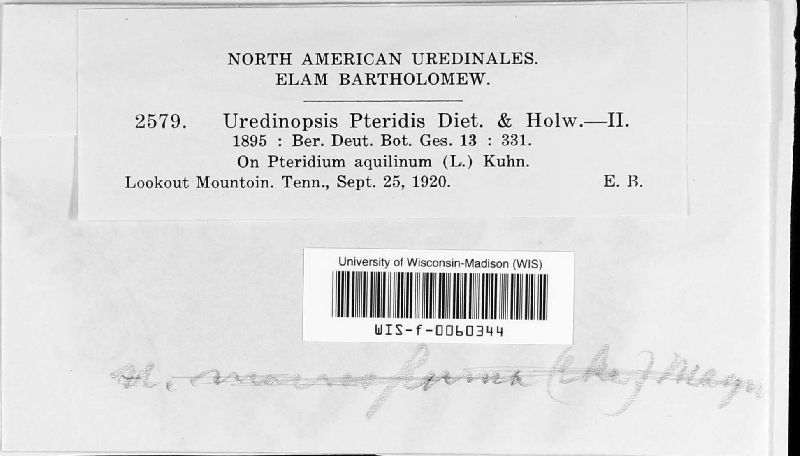 NORTH AMERICAN UREDINALES.
ELAM BARTHOLOMEW.
2579. Uredinopsis Pteridis Diet. & Holw.—II.
1895 : Ber. Deut. Bot. Ges. 13 : 331.
On Pteridium aquilinum (L.) Kuhn.
Lookout Mountoin. Tenn., Sept. 25, 1920. E. B.
University of Wisconsin-Madison (WIS)
WIS-f-0060344